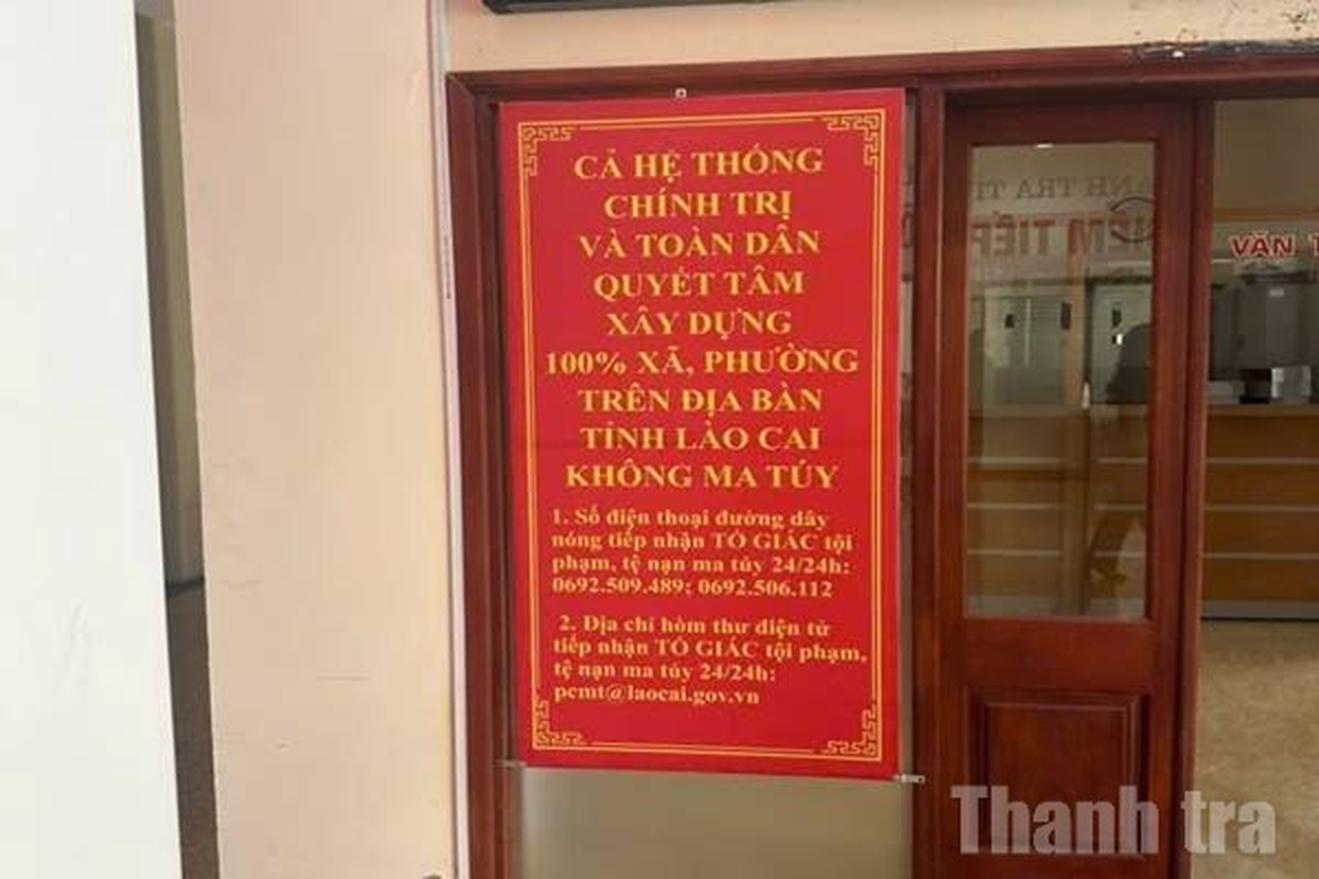 CẢ HỆ THỐNG
CHÍNH TRỊ
VÀ TOÀN DÂN
QUYẾT TÂM
XÂY DỰNG
100% XÃ, PHƯỜNG
TRÊN ĐỊA BÀN
TỈNH LÀO CAI
KHÔNG MA TÚY
1. Số điện thoại đường dây
nóng tiếp nhận TỐ GIÁC tội
phạm, tệ nạn ma túy 24/24h:
0692.509.489; 0692.506.112
2. Địa chỉ hòm thư điện tử
tiếp nhận TỐ GIÁC tội phạm,
tệ nạn ma túy 24/24h:
pcmt@laocai.gov.vn
TRA
TIẾP
VĂN
Thanh tra